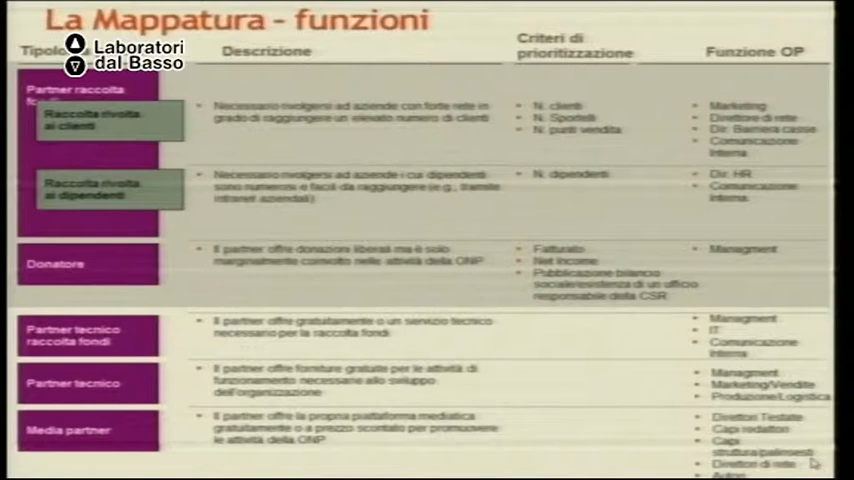 La Mappatura - funzioni
Laboratori
dal Basso
Descrizione
Criteri di
prioritizzazione
Funzione OP
Partner raccolta
Raccolta rivolta
ai clienti
Necessario rivolgersi ad aziende con forte rete in
grado di raggiungere un elevato numero di clienti
N. clienti
N. Sportelli
N. punti vendita
Marketing
Direttore di rete
Dir. Barriera casse
Comunicazione
Interna
Raccolta rivolta
ai dipendenti
Necessario rivolgersi ad aziende i cui dipendenti
sono numerosi e facili da raggiungere (e.g., tramite
intranet aziendali)
N. dipendenti
Dir. HR
Comunicazione
Interna
Donatore
Il partner offre donazioni liberali ma è solo
marginalmente coinvolto nelle attività della ONP
Fatturato
Net Income
Pubblicazione bilancio
sociale/esistenza di un ufficio
responsabile della CSR
Managment
Partner tecnico
raccolta fondi
Il partner offre gratuitamente o un servizio tecnico
necessario per la raccolta fondi
Managment
IT
Comunicazione
Interna
Partner tecnico
Il partner offre forniture gratuite per le attività di
funzionamento necessarie allo sviluppo
dell'organizzazione
Managment
Marketing/Vendite
Produzione/Logistica
Media partner
Il partner offre la propria piattaforma mediatica
gratuitamente o a prezzo scontato per promuovere
le attività della ONP
Direttori Testate
Capi redattori
Capi
struttura/palinsesti
Direttori di rete
Autori